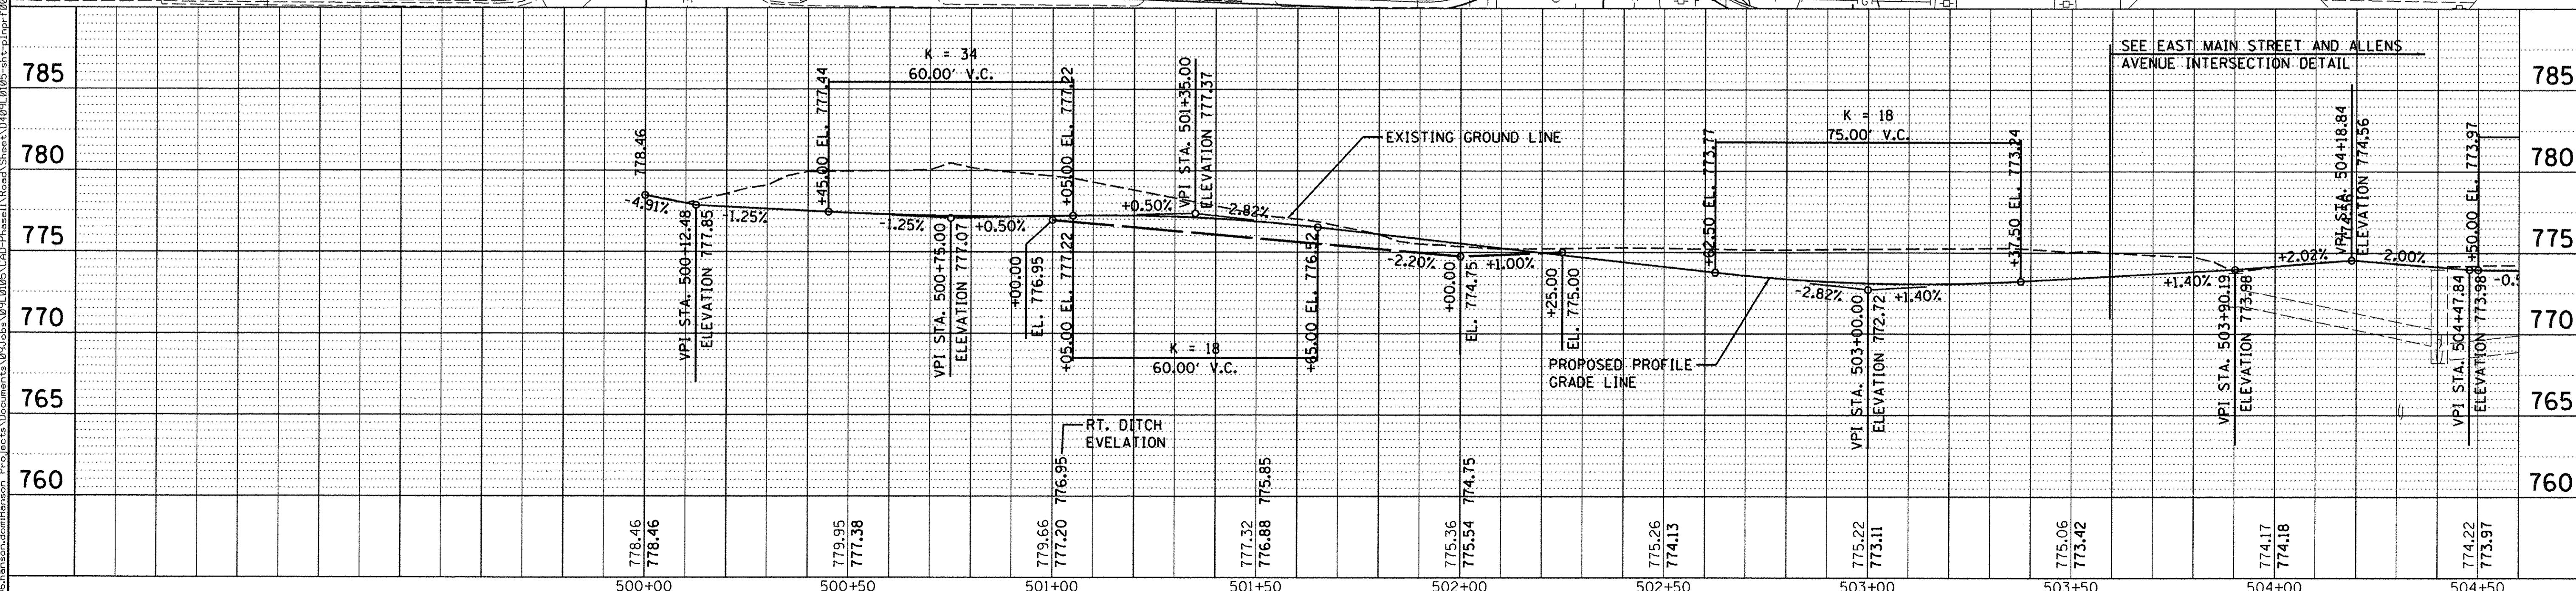 SEE EAST MAIN STREET AND ALLENS
AVENUE INTERSECTION DETAIL
785
785
780
780
775
775
770
770
765
765
760
760
K = 34
60.00' V.C.
778.46
-4.91%
VPI STA. 500+12.48
ELEVATION 777.85
-1.25%
+45.00 EL. 777.44
-1.25%
VPI STA. 500+75.00
ELEVATION 777.07
+0.50%
+00.00
EL. 776.95
+05.00 EL. 777.22
+05.00 EL. 777.22
K = 18
60.00' V.C.
+0.50%
VPI STA. 501+35.00
ELEVATION 777.37
2.82%
+65.00 EL. 776.52
EXISTING GROUND LINE
-2.20%
+00.00
EL. 774.75
+1.00%
+25.00
EL. 775.00
PROPOSED PROFILE
GRADE LINE
K = 18
75.00' V.C.
+62.50 EL. 773.77
-2.82%
VPI STA. 503+00.00
ELEVATION 772.72
+1.40%
+37.50 EL. 773.24
+1.40%
VPI STA. 503+90.19
ELEVATION 773.98
+2.02%
VPI STA. 504+18.84
ELEVATION 774.56
2.00%
VPI STA. 504+47.84
ELEVATION 773.98
+50.00 EL. 773.97
-0.5
RT. DITCH
EVELATION
776.95
775.85
774.75
778.46
778.46
779.95
777.38
779.66
777.20
777.32
776.88
775.36
775.54
775.26
774.13
775.22
773.11
775.06
773.42
774.17
774.18
774.22
773.97
500+00
500+50
501+00
501+50
502+00
502+50
503+00
503+50
504+00
504+50